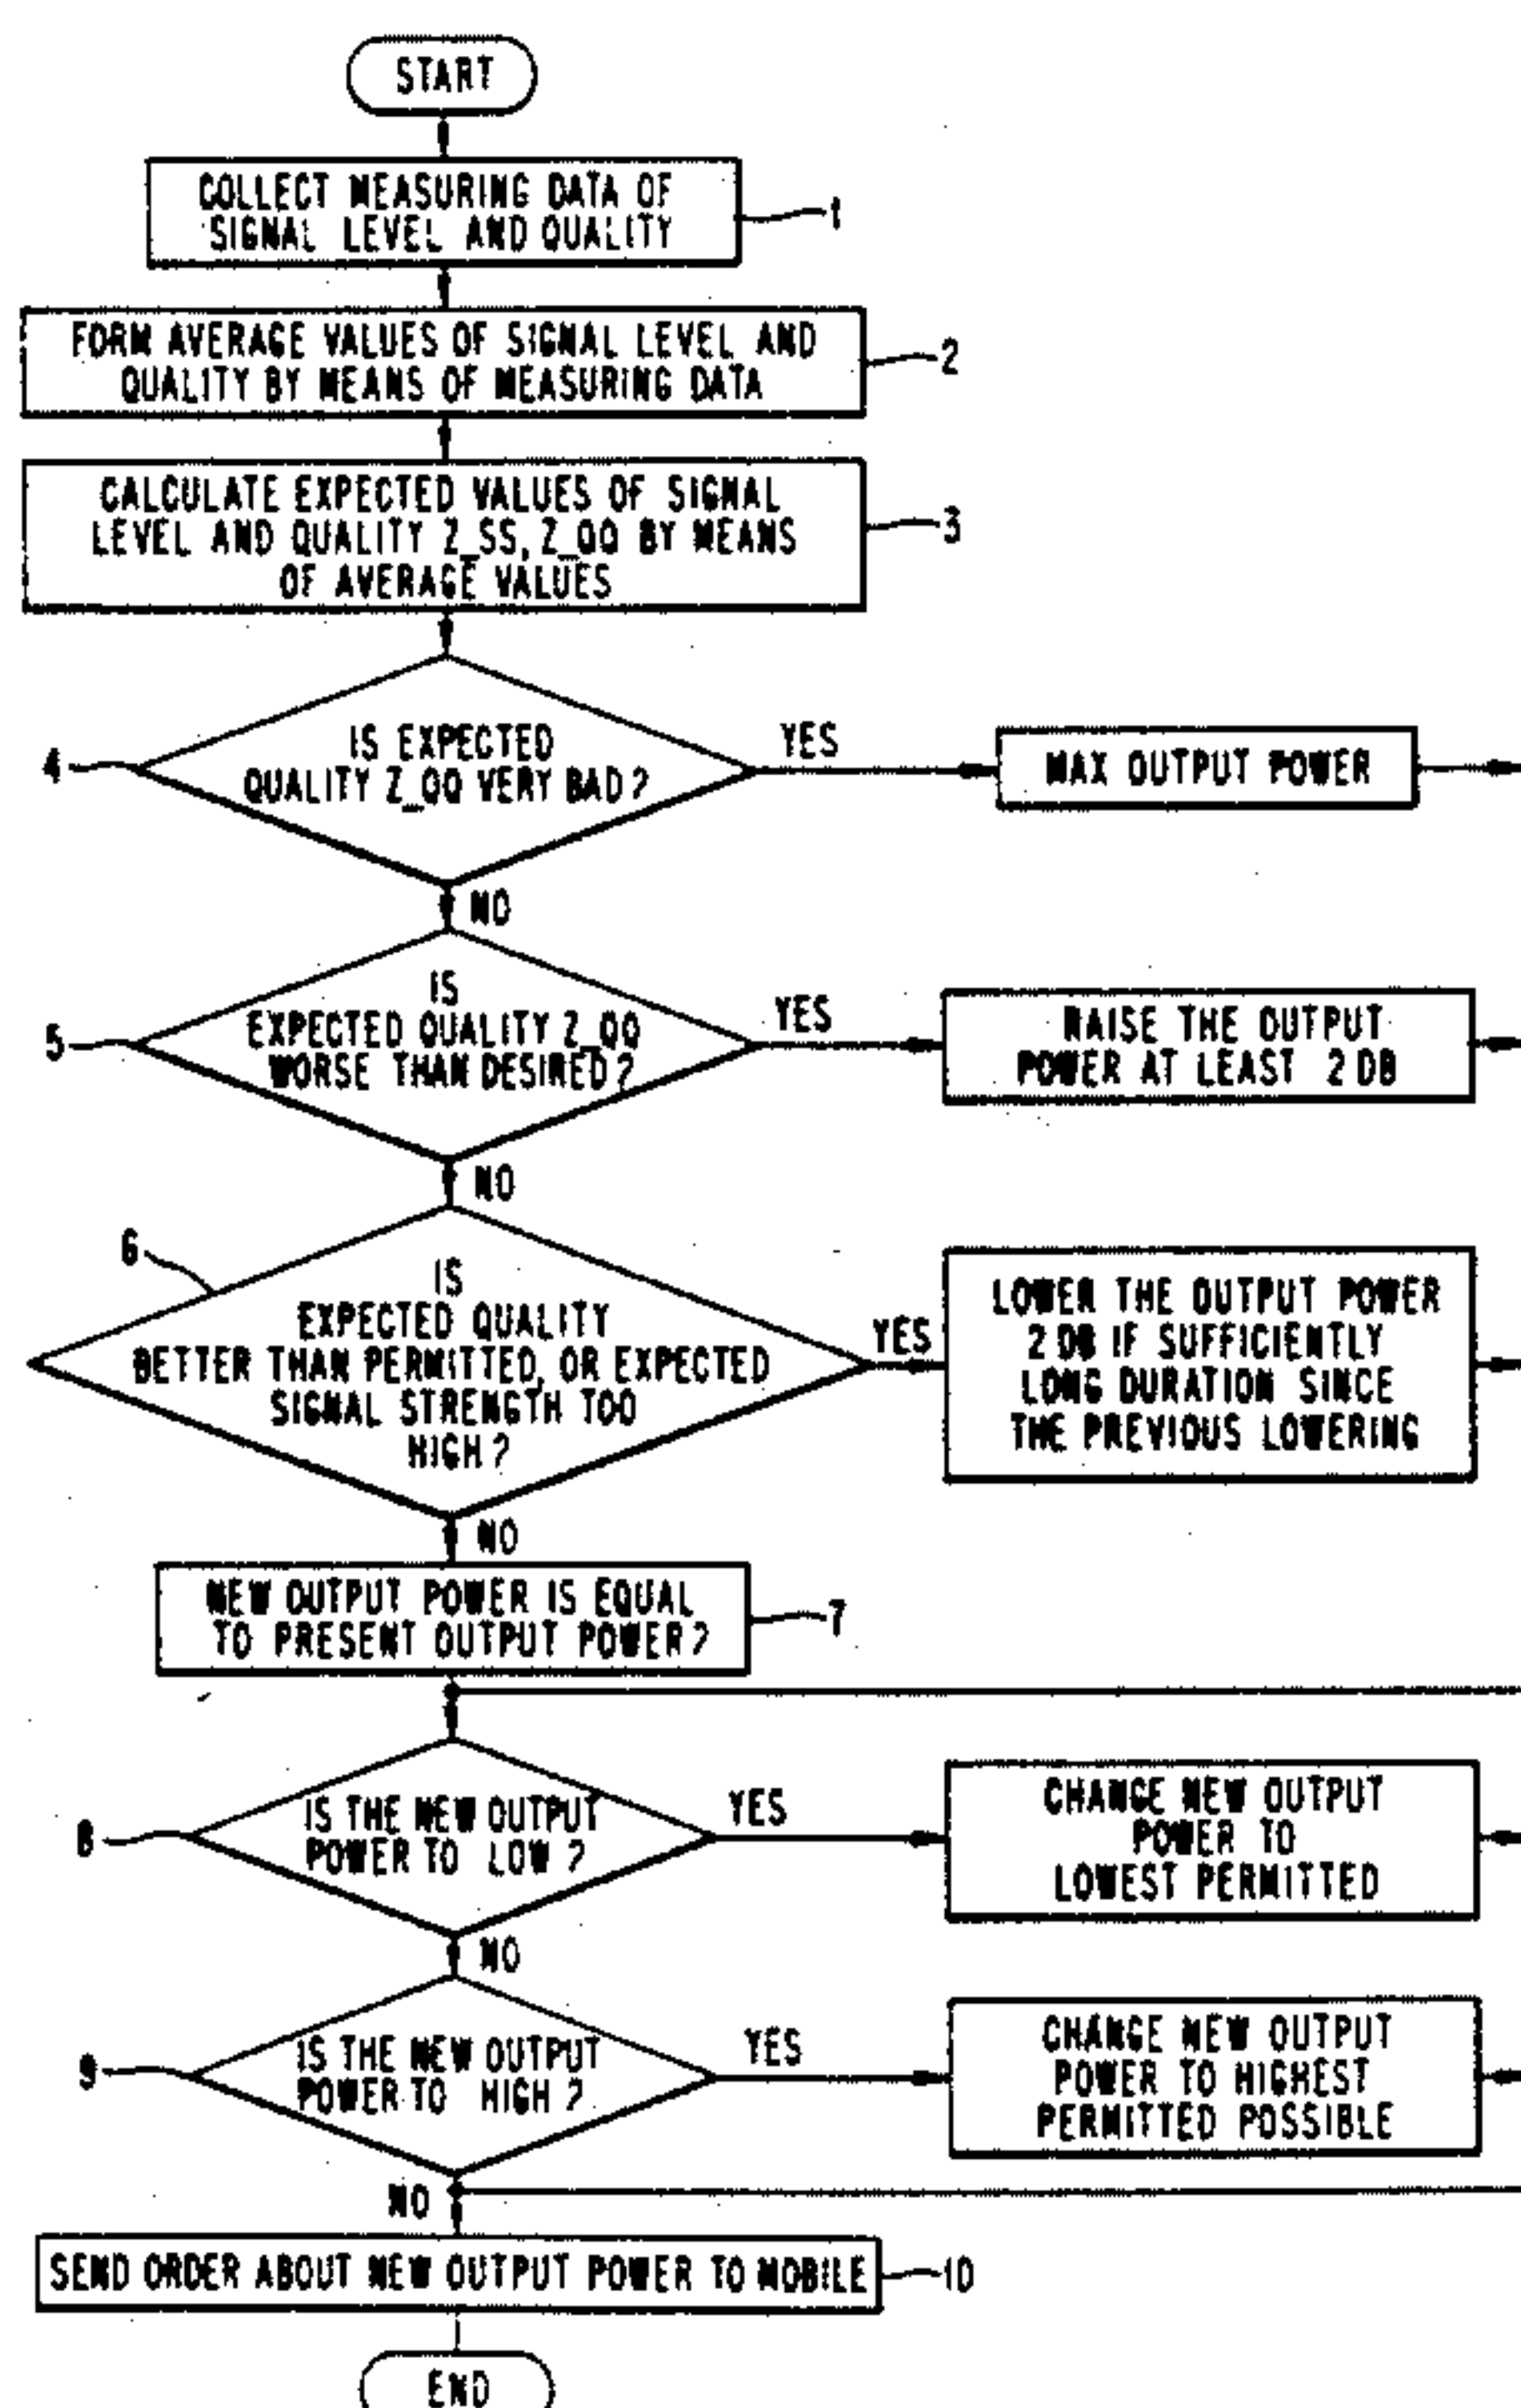 START
COLLECT MEASURING DATA OF
SIGNAL LEVEL AND QUALITY
1
FORM AVERAGE VALUES OF SIGNAL LEVEL AND
QUALITY BY MEANS OF MEASURING DATA
2
CALCULATE EXPECTED VALUES OF SIGNAL
LEVEL AND QUALITY Z_SS, Z_QQ BY MEANS
OF AVERAGE VALUES
3
4
IS EXPECTED
QUALITY Z_QQ VERY BAD?
YES
MAX OUTPUT POWER
NO
5
IS
EXPECTED QUALITY Z_QQ
WORSE THAN DESIRED?
YES
RAISE THE OUTPUT
POWER AT LEAST 2 DB
NO
6
IS
EXPECTED QUALITY
BETTER THAN PERMITTED, OR EXPECTED
SIGNAL STRENGTH TOO
HIGH?
YES
LOWER THE OUTPUT POWER
2 DB IF SUFFICIENTLY
LONG DURATION SINCE
THE PREVIOUS LOWERING
NO
NEW OUTPUT POWER IS EQUAL
TO PRESENT OUTPUT POWER?
7
8
IS THE NEW OUTPUT
POWER TO LOW?
YES
CHANGE NEW OUTPUT
POWER TO
LOWEST PERMITTED
NO
9
IS THE NEW OUTPUT
POWER TO HIGH?
YES
CHANGE NEW OUTPUT
POWER TO HIGHEST
PERMITTED POSSIBLE
NO
SEND ORDER ABOUT NEW OUTPUT POWER TO MOBILE
10
END